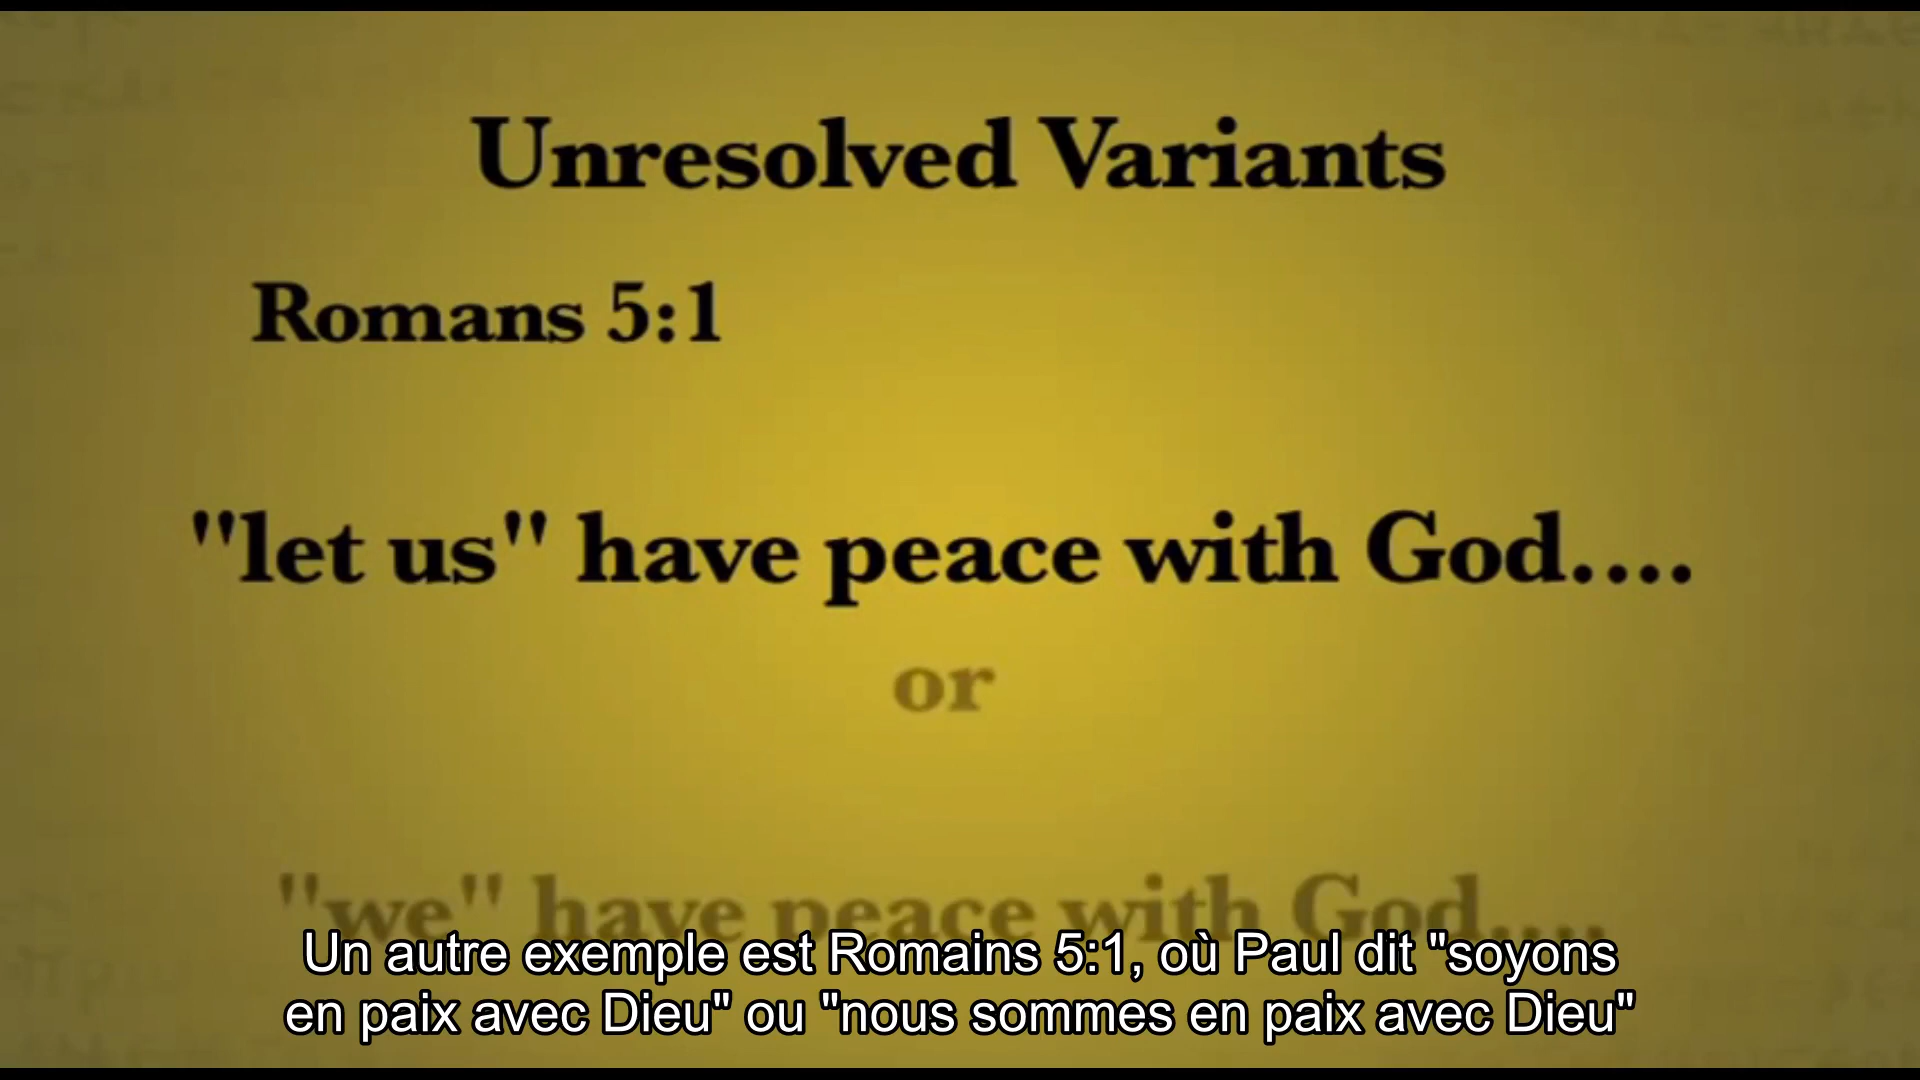 Unresolved Variants
Romans 5:1
"let us" have peace with God....
or
"we" have peace with God....
Un autre exemple est Romains 5:1, où Paul dit "soyons
en paix avec Dieu" ou "nous sommes en paix avec Dieu"